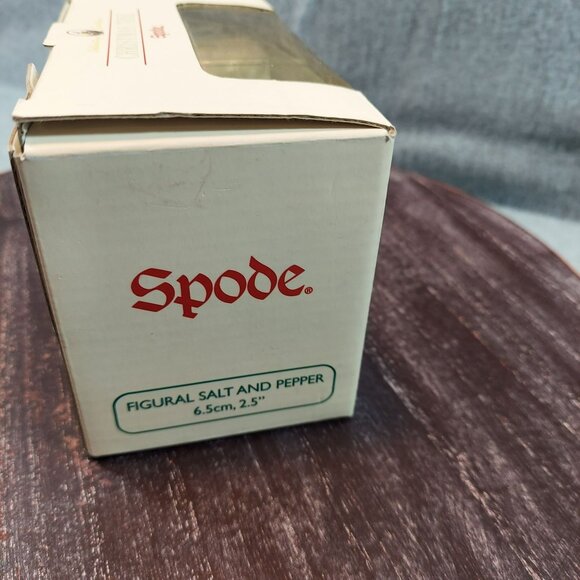 Spode®
FIGURAL SALT AND PEPPER
6.5cm, 2.5"